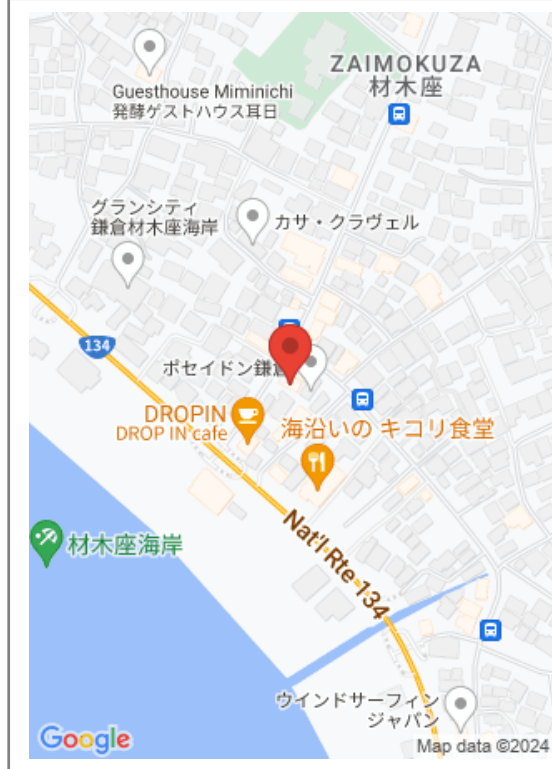 ZAIMOKUZA
材木座
Guesthouse Miminichi
発酵ゲストハウス耳日
グランシティ
鎌倉材木座海岸
カサ・クラヴェル
134
ポセイドン鎌倉
DROPIN
DROP IN cafe
海沿いの キコリ食堂
材木座海岸
Nat'l Rte 134
ウインドサーフィン
ジャパン
Google
Map data ©2024